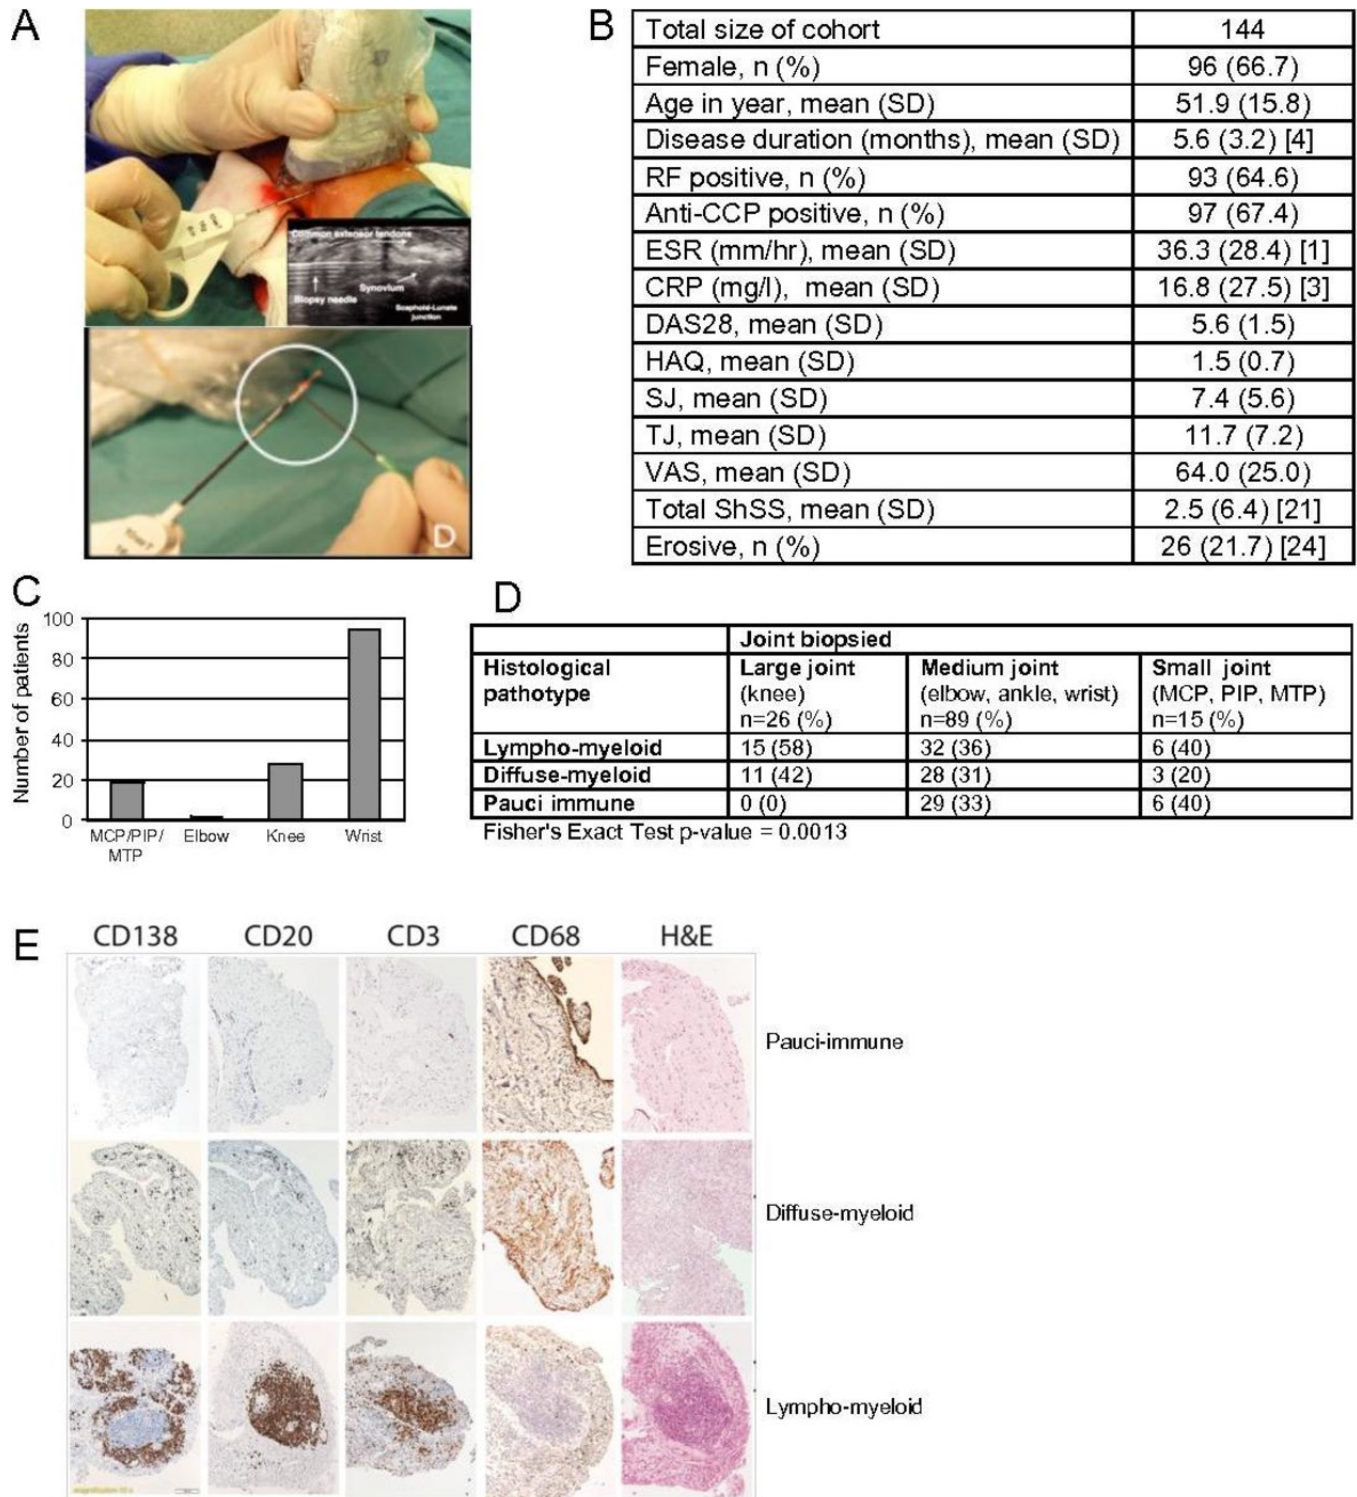 A
Common extensor tendons
Biopsy needle
Synovium
Scaphoid-Lunate
junction
D
B
Total size of cohort 144
Female, n (%) 96 (66.7)
Age in year, mean (SD) 51.9 (15.8)
Disease duration (months), mean (SD) 5.6 (3.2) [4]
RF positive, n (%) 93 (64.6)
Anti-CCP positive, n (%) 97 (67.4)
ESR (mm/hr), mean (SD) 36.3 (28.4) [1]
CRP (mg/l), mean (SD) 16.8 (27.5) [3]
DAS28, mean (SD) 5.6 (1.5)
HAQ, mean (SD) 1.5 (0.7)
SJ, mean (SD) 7.4 (5.6)
TJ, mean (SD) 11.7 (7.2)
VAS, mean (SD) 64.0 (25.0)
Total ShSS, mean (SD) 2.5 (6.4) [21]
Erosive, n (%) 26 (21.7) [24]
C
Number of patients
100
80
60
40
20
0
MCP/PIP/
MTP
Elbow
Knee
Wrist
D
Joint biopsied
Histological Large joint Medium joint Small joint
pathotype (knee) (elbow, ankle, wrist) (MCP, PIP, MTP)
n=26 (%) n=89 (%) n=15 (%)
Lympho-myeloid 15 (58) 32 (36) 6 (40)
Diffuse-myeloid 11 (42) 28 (31) 3 (20)
Pauci immune 0 (0) 29 (33) 6 (40)
Fisher's Exact Test p-value = 0.0013
E
CD138 CD20 CD3 CD68 H&E
Pauci-immune
Diffuse-myeloid
Lympho-myeloid